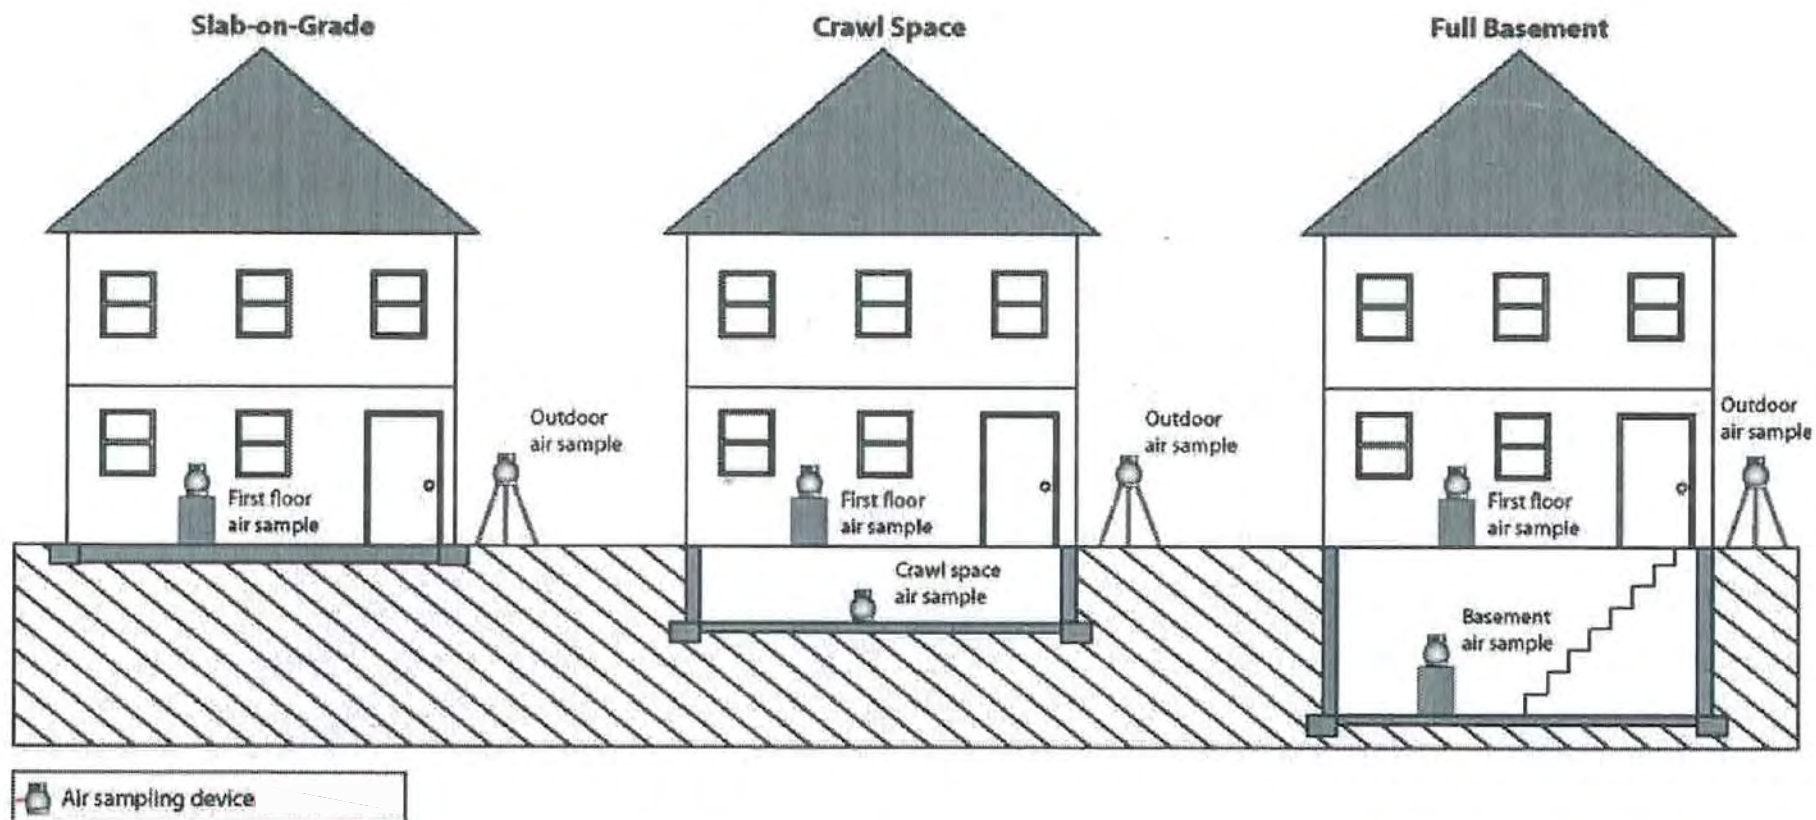 Slab-on-Grade
Crawl Space
Full Basement
Outdoor
air sample
First floor
air sample
Outdoor
air sample
First floor
air sample
Crawl space
air sample
Outdoor
air sample
First floor
air sample
Basement
air sample
Air sampling device